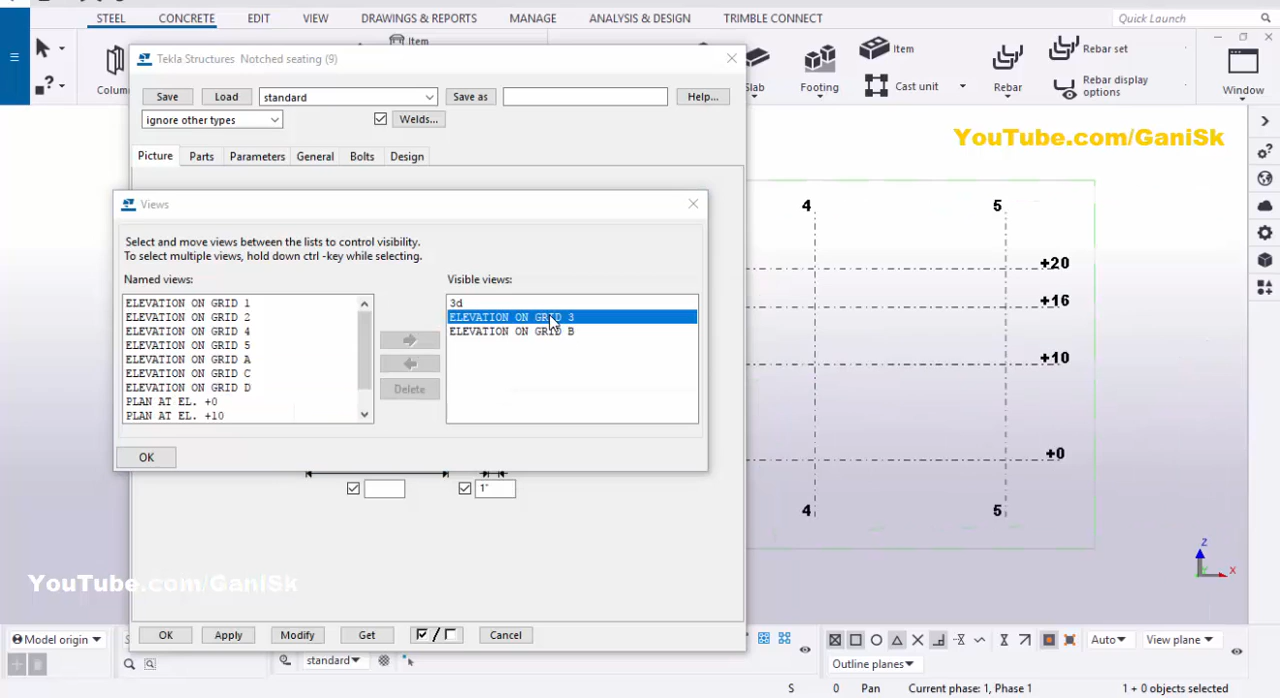 STEEL CONCRETE EDIT VIEW DRAWINGS & REPORTS MANAGE ANALYSIS & DESIGN TRIMBLE CONNECT Quick Launch
Item
Tekla Structures Notched seating (9)
Item
Rebar set
Rebar display
options
Slab Footing Cast unit Rebar Window
Save Load standard Save as Help...
ignore other types Welds...
YouTube.com/GaniSk
Picture Parts Parameters General Bolts Design
Views
4 5
Select and move views between the lists to control visibility.
To select multiple views, hold down ctrl -key while selecting.
Named views: Visible views:
+20
ELEVATION ON GRID 1
ELEVATION ON GRID 2
ELEVATION ON GRID 4
ELEVATION ON GRID 5
ELEVATION ON GRID A
ELEVATION ON GRID C
ELEVATION ON GRID D
PLAN AT EL. +0
PLAN AT EL. +10
3d
ELEVATION ON GRID 3
ELEVATION ON GRID B
+16
+10
Delete
OK
+0
1"
4 5
z
x
YouTube.com/GaniSk
OK Apply Modify Get / Cancel
Model origin
Auto View plane
standard
Outline planes
S 0 Pan Current phase: 1, Phase 1 1 + 0 objects selected